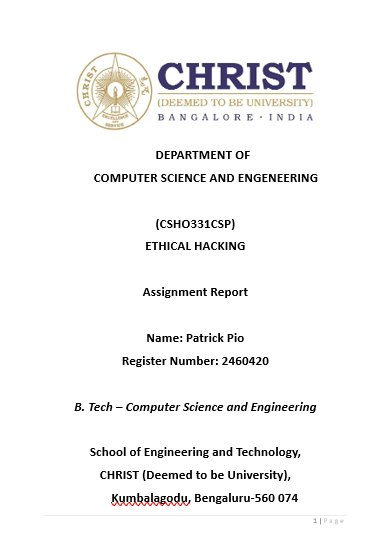 CHRIST
(DEEMED TO BE UNIVERSITY)
BANGALORE · INDIA
DEPARTMENT OF
COMPUTER SCIENCE AND ENGENEERING
(CSHO331CSP)
ETHICAL HACKING
Assignment Report
Name: Patrick Pio
Register Number: 2460420
B. Tech – Computer Science and Engineering
School of Engineering and Technology,
CHRIST (Deemed to be University),
Kumbalagodu, Bengaluru-560 074
1 | Page